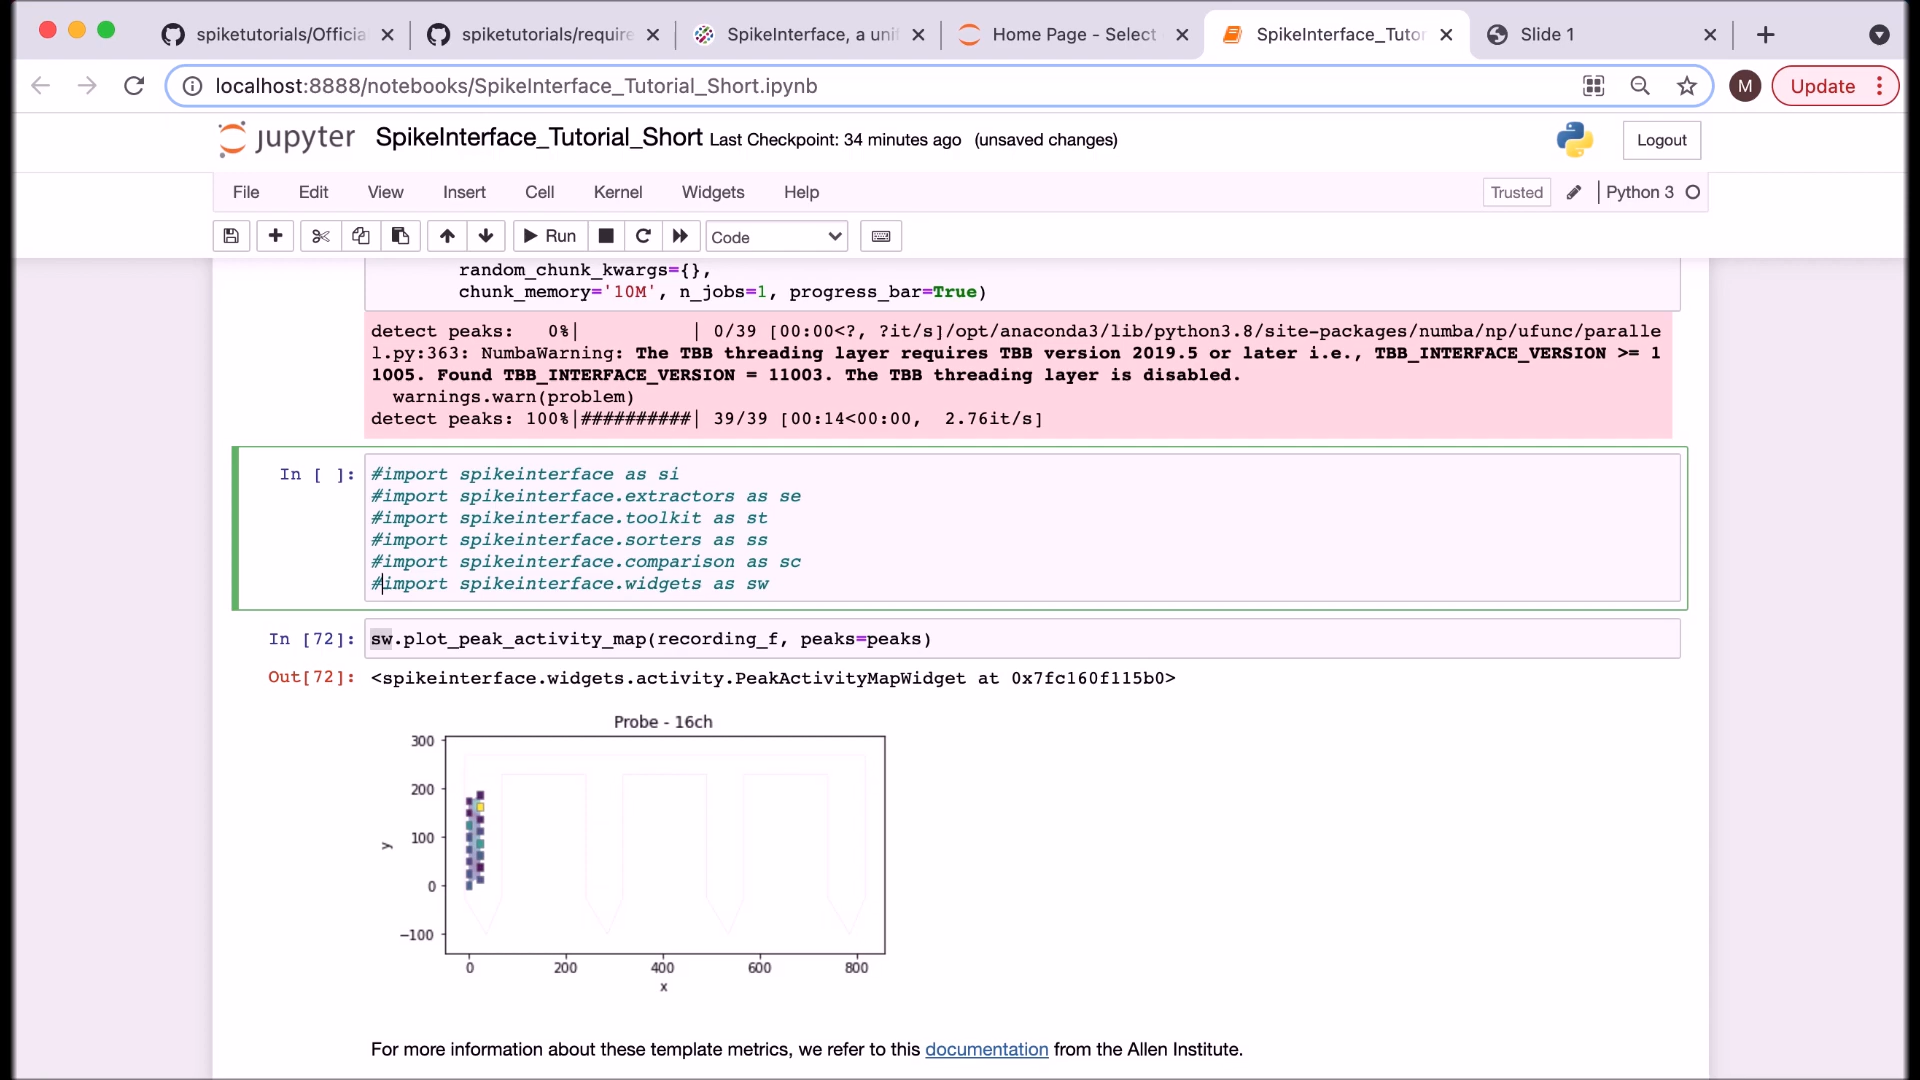 spiketutorials/Officia
spiketutorials/require
SpikeInterface, a unif
Home Page - Select
SpikeInterface_Tutor
Slide 1
localhost:8888/notebooks/SpikeInterface_Tutorial_Short.ipynb
M
Update
jupyter
SpikeInterface_Tutorial_Short Last Checkpoint: 34 minutes ago (unsaved changes)
Logout
File Edit View Insert Cell Kernel Widgets Help
Trusted
Python 3
Run
Code
random_chunk_kwargs={},
chunk_memory='10M', n_jobs=1, progress_bar=True)
detect peaks:   0%|          | 0/39 [00:00<?, ?it/s]/opt/anaconda3/lib/python3.8/site-packages/numba/np/ufunc/paralle
l.py:363: NumbaWarning: The TBB threading layer requires TBB version 2019.5 or later i.e., TBB_INTERFACE_VERSION >= 1
1005. Found TBB_INTERFACE_VERSION = 11003. The TBB threading layer is disabled.
warnings.warn(problem)
detect peaks: 100%|##########| 39/39 [00:14<00:00,  2.76it/s]
In [ ]:
#import spikeinterface as si
#import spikeinterface.extractors as se
#import spikeinterface.toolkit as st
#import spikeinterface.sorters as ss
#import spikeinterface.comparison as sc
#import spikeinterface.widgets as sw
In [72]: sw.plot_peak_activity_map(recording_f, peaks=peaks)
Out[72]: <spikeinterface.widgets.activity.PeakActivityMapWidget at 0x7fc160f115b0>
Probe - 16ch
300
200
100
0
−100
y
0 200 400 600 800
x
For more information about these template metrics, we refer to this documentation from the Allen Institute.